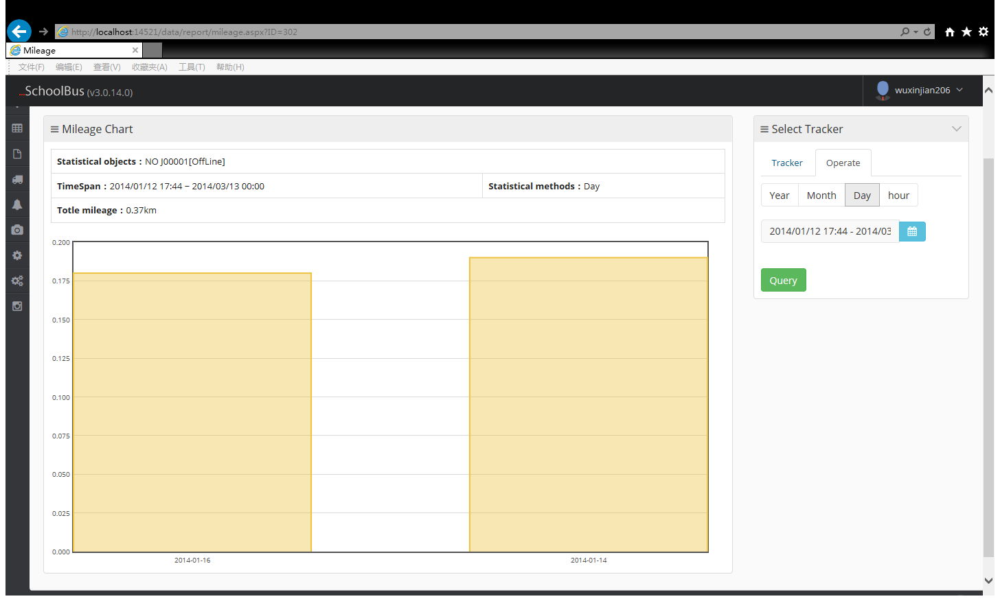 http://localhost:14521/data/report/mileage.aspx?ID=302
Mileage
文件(F) 编辑(E) 查看(V) 收藏夹(A) 工具(T) 帮助(H)
...SchoolBus (v3.0.14.0)
wuxinjian206
Mileage Chart
Statistical objects：NO J00001[OffLine]
TimeSpan：2014/01/12 17:44 ~ 2014/03/13 00:00
Statistical methods：Day
Totle mileage：0.37km
0.200
0.175
0.150
0.125
0.100
0.075
0.050
0.025
0.000
2014-01-16
2014-01-14
Select Tracker
Tracker
Operate
Year
Month
Day
hour
2014/01/12 17:44 - 2014/03
Query